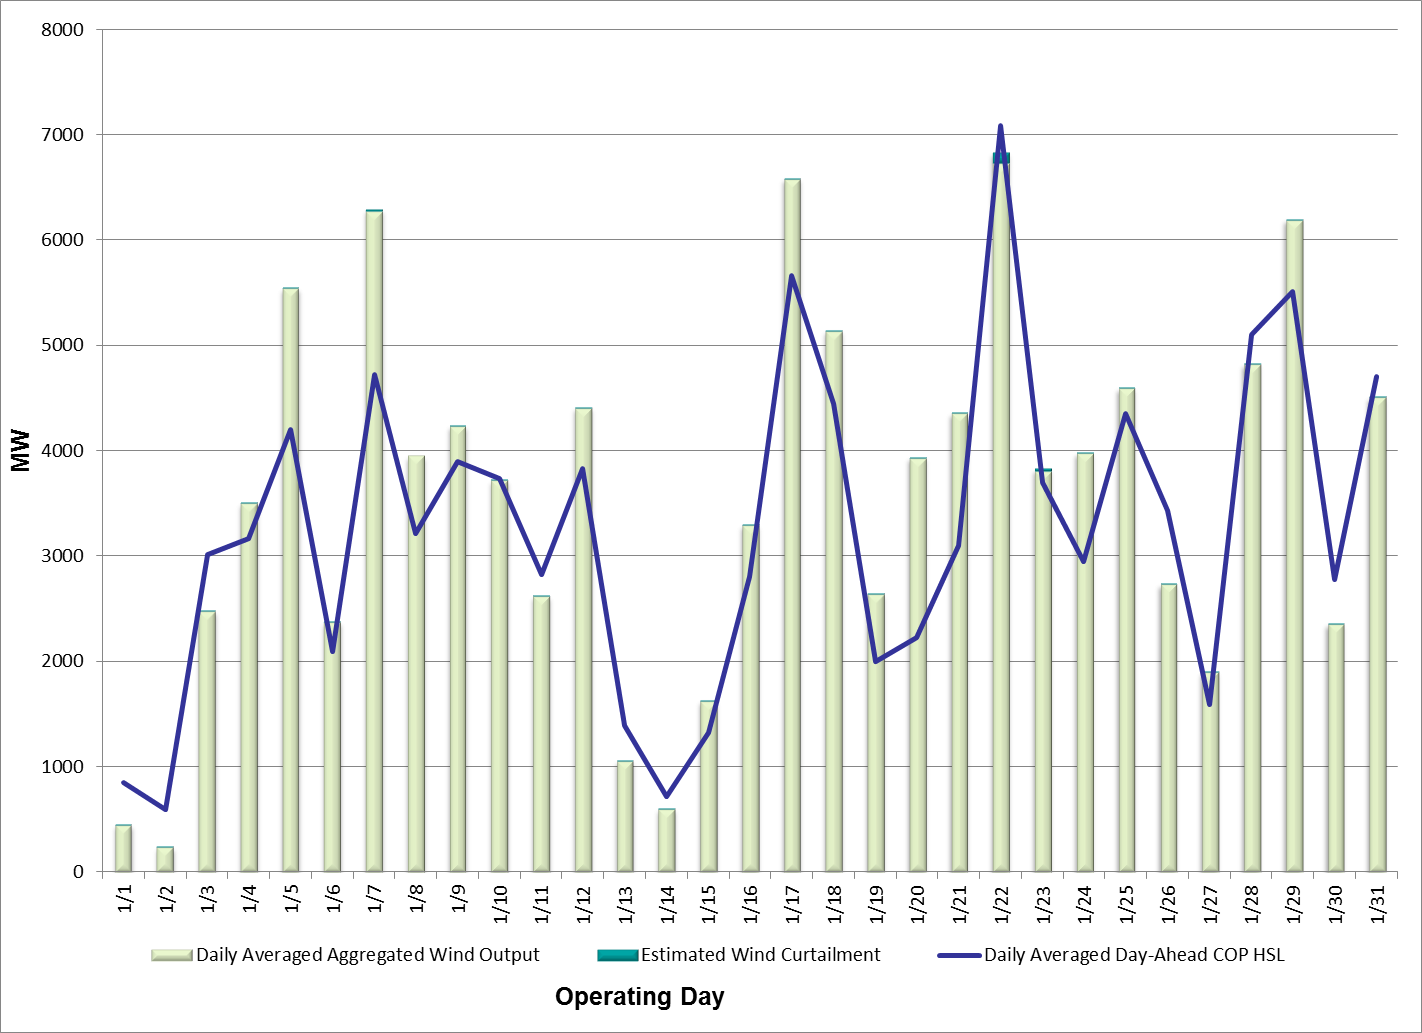 8000
7000
6000
5000
4000
3000
2000
1000
0
MW
1/1 1/2 1/3 1/4 1/5 1/6 1/7 1/8 1/9 1/10 1/11 1/12 1/13 1/14 1/15 1/16 1/17 1/18 1/19 1/20 1/21 1/22 1/23 1/24 1/25 1/26 1/27 1/28 1/29 1/30 1/31
Daily Averaged Aggregated Wind Output Estimated Wind Curtailment Daily Averaged Day-Ahead COP HSL
Operating Day